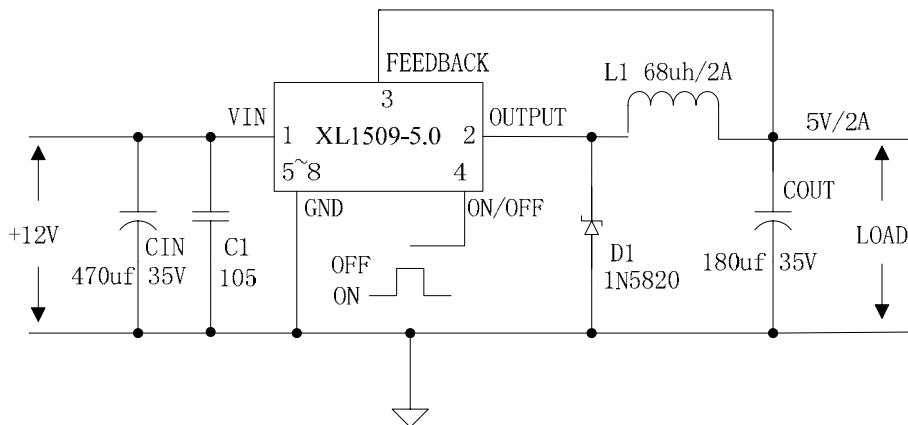 FEEDBACK
L1 68uh/2A
3
VIN
OUTPUT
5V/2A
1 XL1509-5.0 2
5~8 4
GND
ON/OFF
COUT
+12V
CIN
C1
OFF
D1
LOAD
470uf 35V
105
ON
1N5820
180uf 35V